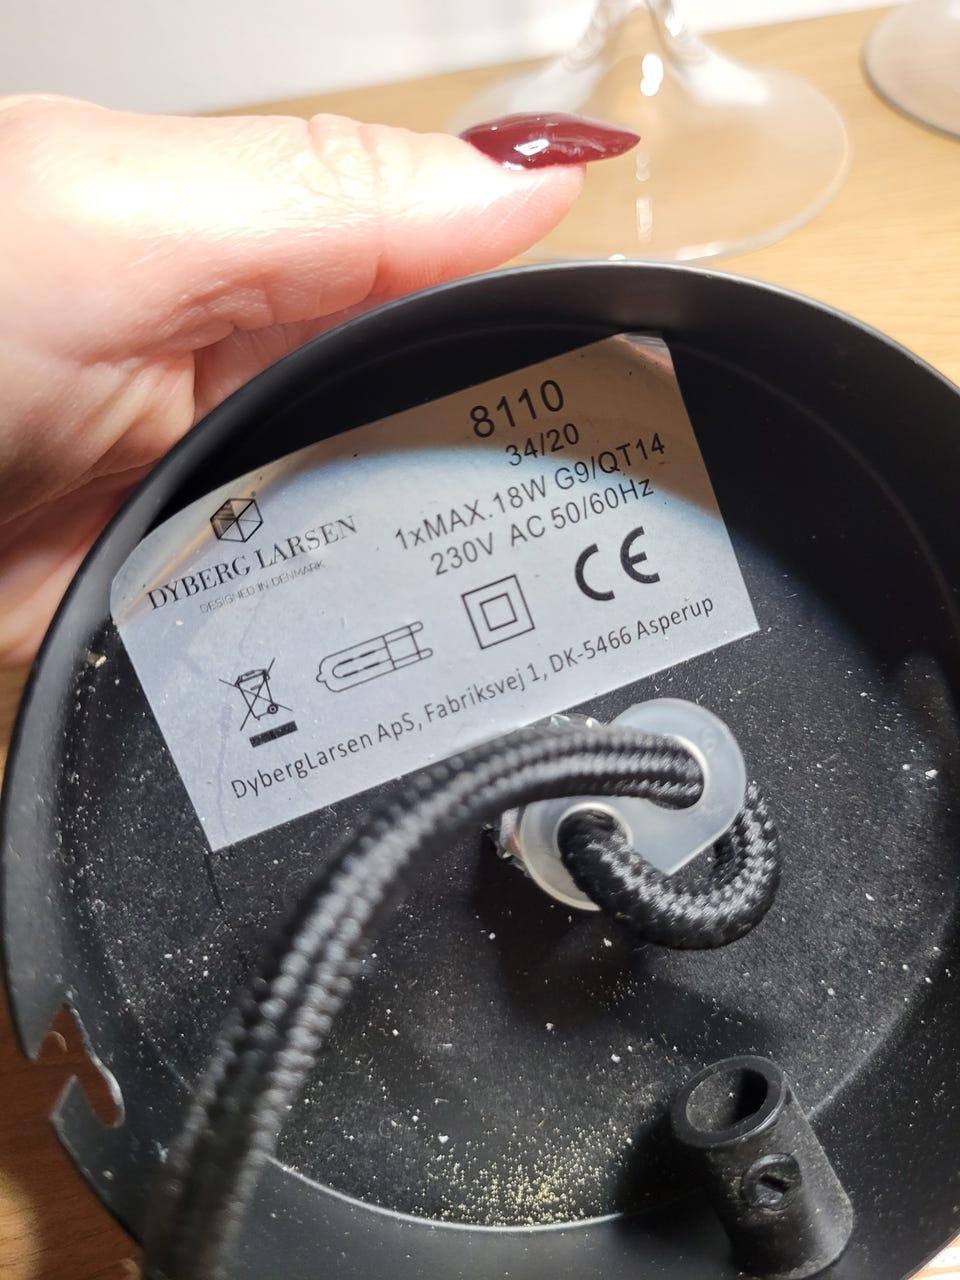 8110
34/20
1xMAX.18W G9/QT14
230V AC 50/60Hz
DYBERG LARSEN
DESIGNED IN DENMARK
CE
DybergLarsen ApS, Fabriksvej 1, DK-5466 Asperup